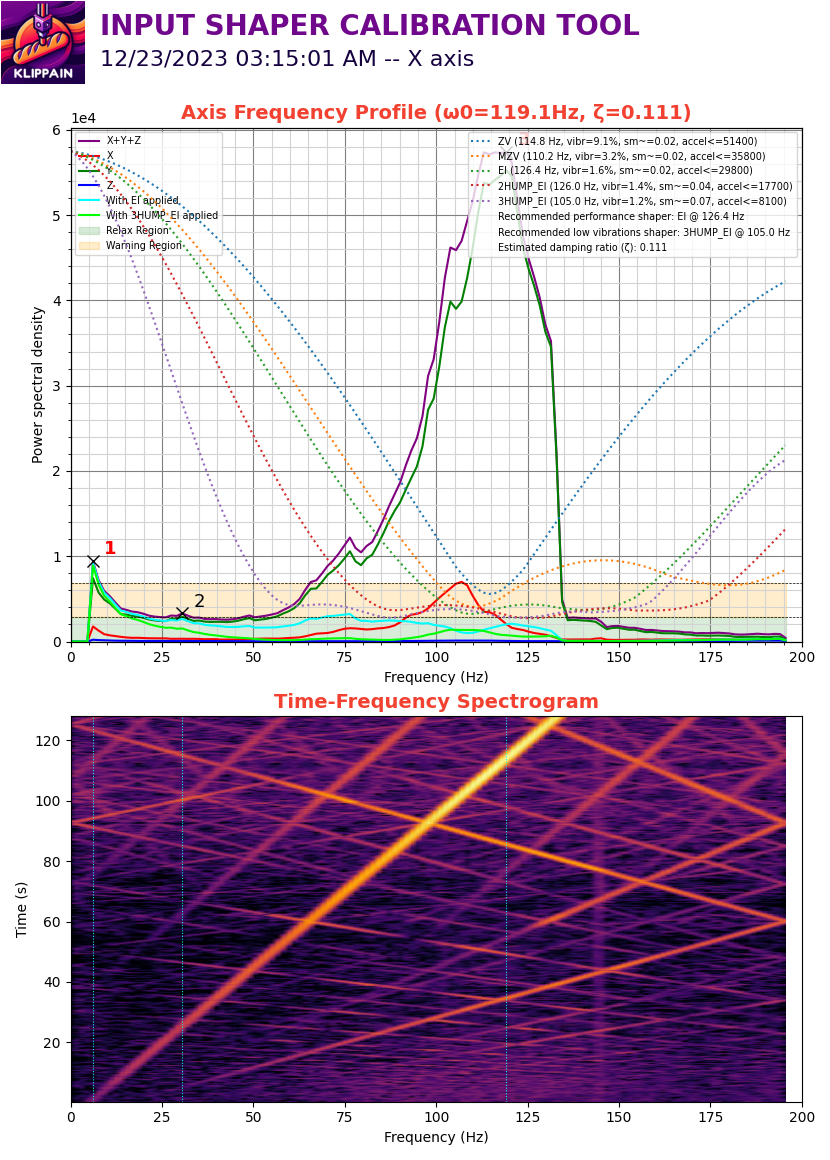 INPUT SHAPER CALIBRATION TOOL
12/23/2023 03:15:01 AM -- X axis
KLIPPAIN
Axis Frequency Profile (ω0=119.1Hz, ζ=0.111)
1e4
X+Y+Z
X
Z
With EI applied
With 3HUMP_EI applied
Relax Region
Warning Region
ZV (114.8 Hz, vibr=9.1%, sm~=0.02, accel<=51400)
MZV (110.2 Hz, vibr=3.2%, sm~=0.02, accel<=35800)
EI (126.4 Hz, vibr=1.6%, sm~=0.02, accel<=29800)
2HUMP_EI (126.0 Hz, vibr=1.4%, sm~=0.04, accel<=17700)
3HUMP_EI (105.0 Hz, vibr=1.2%, sm~=0.07, accel<=8100)
Recommended performance shaper: EI @ 126.4 Hz
Recommended low vibrations shaper: 3HUMP_EI @ 105.0 Hz
Estimated damping ratio (ζ): 0.111
6
5
4
3
2
1
0
Power spectral density
1
2
0 25 50 75 100 125 150 175 200
Frequency (Hz)
Time-Frequency Spectrogram
120
100
80
60
40
20
Time (s)
0 25 50 75 100 125 150 175 200
Frequency (Hz)